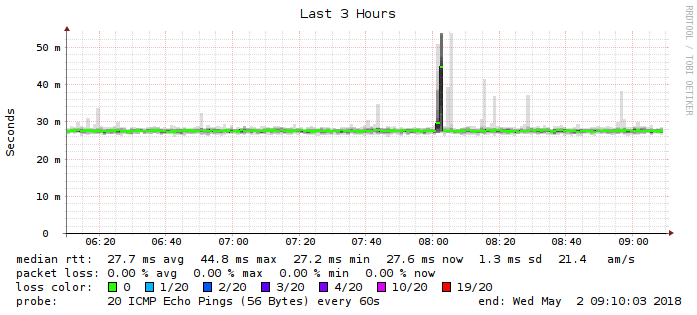 Last 3 Hours
RRDTOOL / TOBI OETIKER
Seconds
50 m
40 m
30 m
20 m
10 m
0
06:20 06:40 07:00 07:20 07:40 08:00 08:20 08:40 09:00
median rtt: 27.7 ms avg 44.8 ms max 27.2 ms min 27.6 ms now 1.3 ms sd 21.4 am/s
packet loss: 0.00 % avg 0.00 % max 0.00 % min 0.00 % now
loss color: 0 1/20 2/20 3/20 4/20 10/20 19/20
probe: 20 ICMP Echo Pings (56 Bytes) every 60s end: Wed May 2 09:10:03 2018